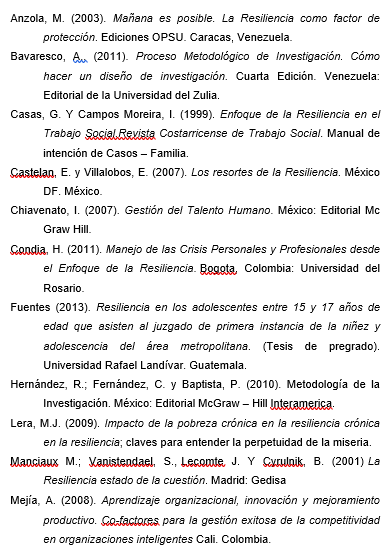 Anzola, M. (2003). Mañana es posible. La Resiliencia como factor de
protección. Ediciones OPSU. Caracas, Venezuela.
Bavaresco, A., (2011). Proceso Metodológico de Investigación. Cómo
hacer un diseño de investigación. Cuarta Edición. Venezuela:
Editorial de la Universidad del Zulia.
Casas, G. Y Campos Moreira, I. (1999). Enfoque de la Resiliencia en el
Trabajo Social.Revista Costarricense de Trabajo Social. Manual de
intención de Casos – Familia.
Castelan, E. y Villalobos, E. (2007). Los resortes de la Resiliencia. México
DF. México.
Chiavenato, I. (2007). Gestión del Talento Humano. México: Editorial Mc
Graw Hill.
Condia, H. (2011). Manejo de las Crisis Personales y Profesionales desde
el Enfoque de la Resiliencia. Bogota, Colombia: Universidad del
Rosario.
Fuentes (2013). Resiliencia en los adolescentes entre 15 y 17 años de
edad que asisten al juzgado de primera instancia de la niñez y
adolescencia del área metropolitana. (Tesis de pregrado).
Universidad Rafael Landívar. Guatemala.
Hernández, R.; Fernández, C. y Baptista, P. (2010). Metodología de la
Investigación. México: Editorial McGraw – Hill Interamerica.
Lera, M.J. (2009). Impacto de la pobreza crónica en la resiliencia crónica
en la resiliencia; claves para entender la perpetuidad de la miseria.
Manciaux M.; Vanistendael, S., Lecomte, J. Y Cyrulnik, B. (2001) La
Resiliencia estado de la cuestión. Madrid: Gedisa
Mejía, A. (2008). Aprendizaje organizacional, innovación y mejoramiento
productivo. Co-factores para la gestión exitosa de la competitividad
en organizaciones inteligentes Cali. Colombia.